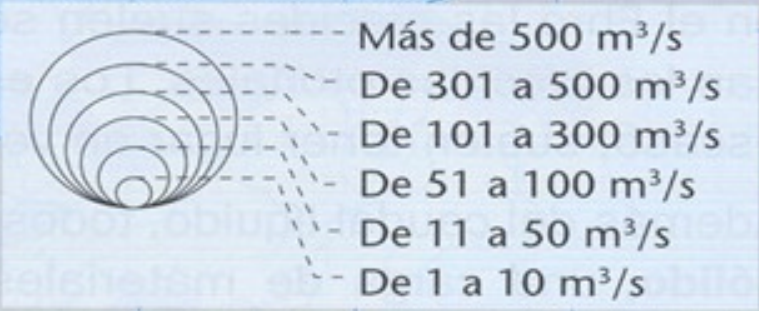 Más de 500 m³/s
De 301 a 500 m³/s
De 101 a 300 m³/s
De 51 a 100 m³/s
De 11 a 50 m³/s
De 1 a 10 m³/s